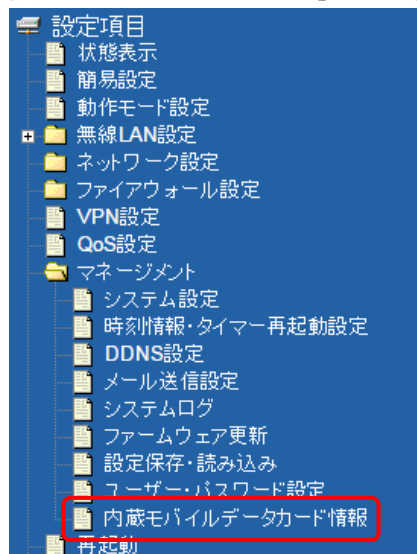 設定項目
状態表示
簡易設定
動作モード設定
無線LAN設定
ネットワーク設定
ファイアウォール設定
VPN設定
QoS設定
マネージメント
システム設定
時刻情報・タイマー再起動設定
DDNS設定
メール送信設定
システムログ
ファームウェア更新
設定保存・読み込み
ユーザー・パスワード設定
内蔵モバイルデータカード情報
再起動